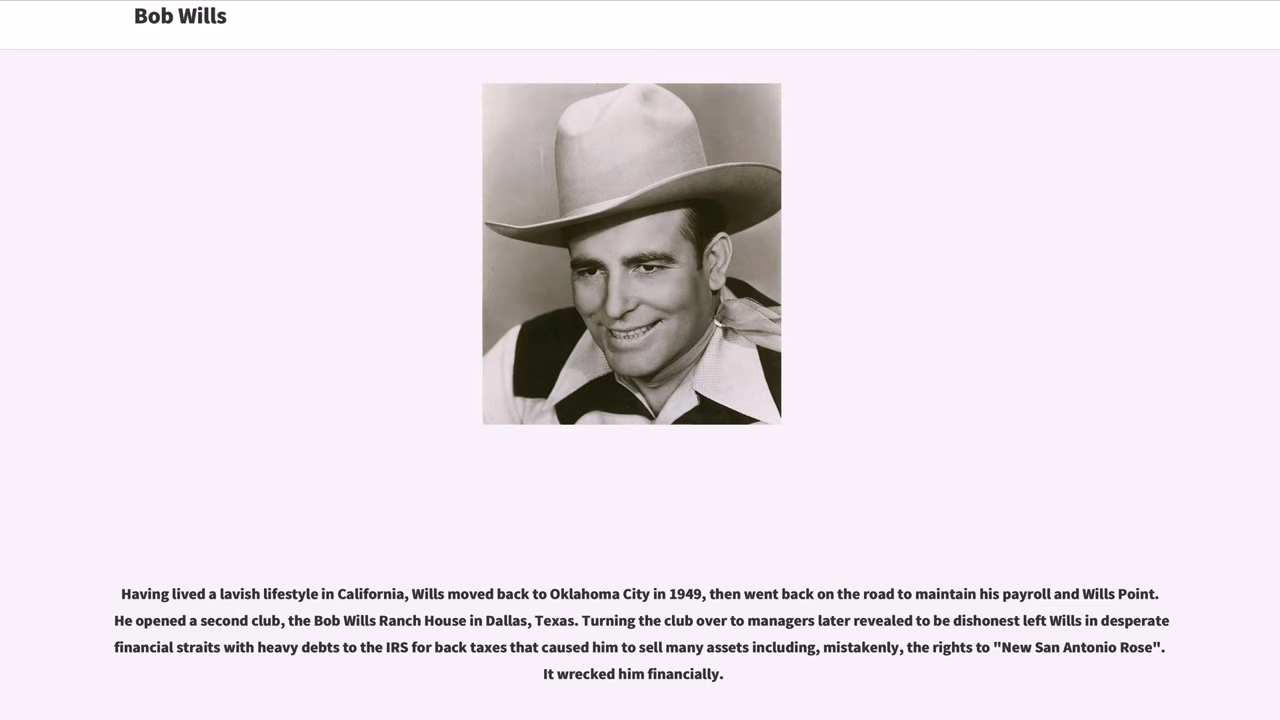 Bob Wills
Having lived a lavish lifestyle in California, Wills moved back to Oklahoma City in 1949, then went back on the road to maintain his payroll and Wills Point.
He opened a second club, the Bob Wills Ranch House in Dallas, Texas. Turning the club over to managers later revealed to be dishonest left Wills in desperate
financial straits with heavy debts to the IRS for back taxes that caused him to sell many assets including, mistakenly, the rights to "New San Antonio Rose".
It wrecked him financially.